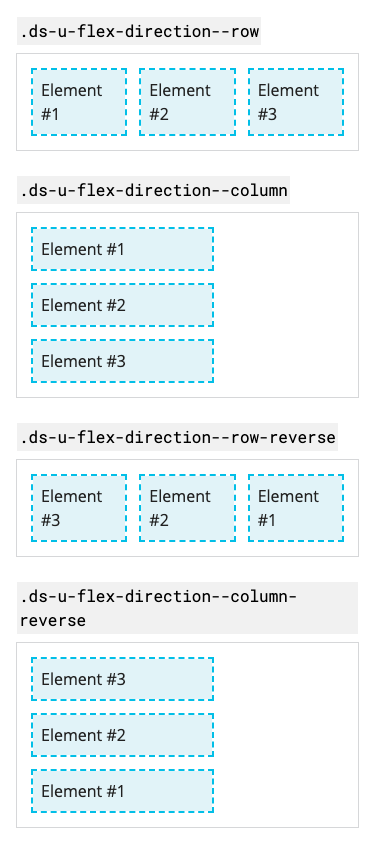 .ds-u-flex-direction--row
Element Element Element
#1 #2 #3
.ds-u-flex-direction--column
Element #1
Element #2
Element #3
.ds-u-flex-direction--row-reverse
Element Element Element
#3 #2 #1
.ds-u-flex-direction--column-
reverse
Element #3
Element #2
Element #1